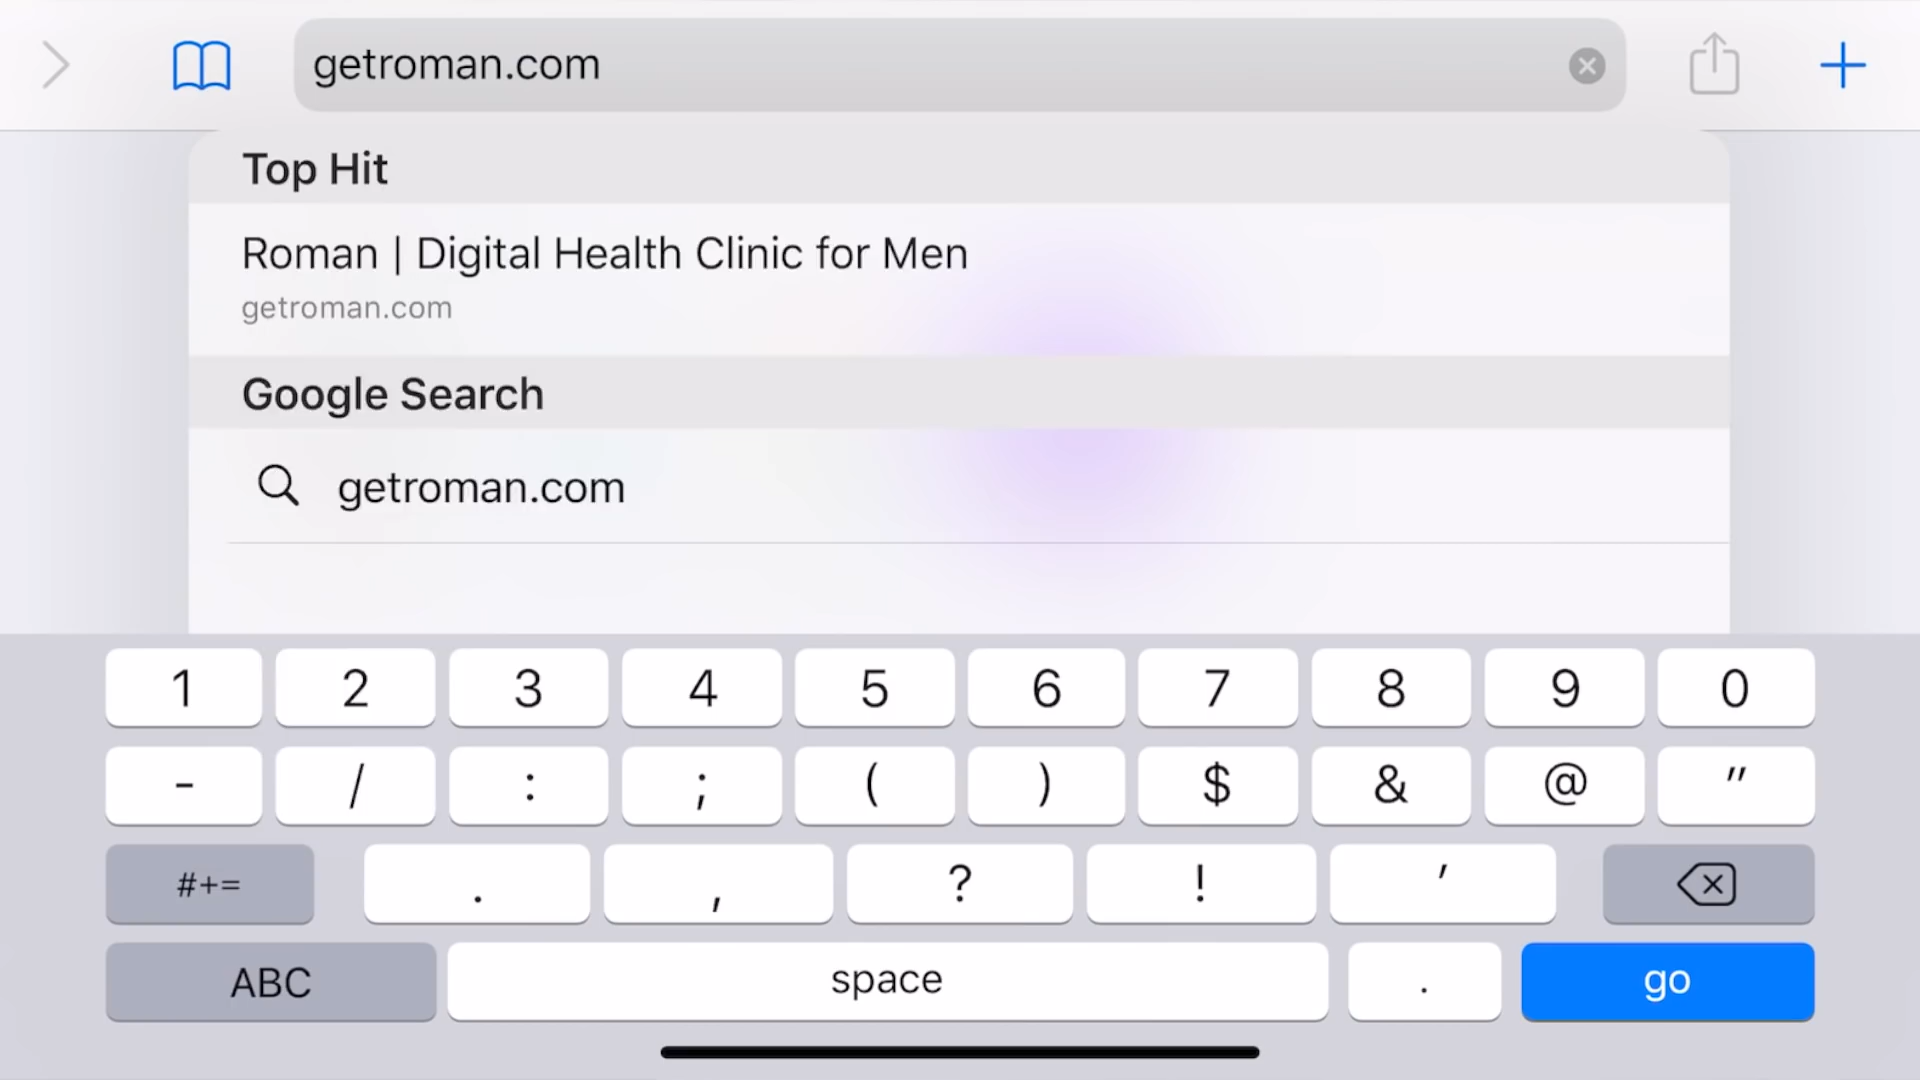 getroman.com
Top Hit
Roman | Digital Health Clinic for Men
getroman.com
Google Search
getroman.com
1 2 3 4 5 6 7 8 9 0
- / : ; ( ) $ & @ "
#+= . , ? ! '
ABC space . go